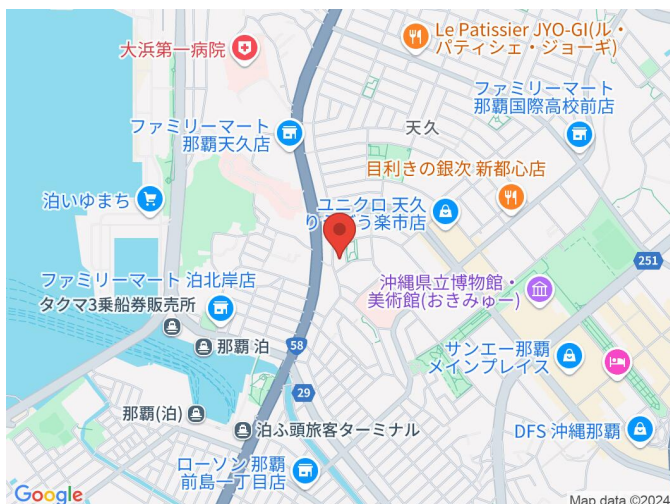 Le Patissier JYO-GI(ル・
パティシェ・ジョーギ)
大浜第一病院
ファミリーマート
那覇国際高校前店
ファミリーマート
那覇天久店
天久
目利きの銀次 新都心店
泊いゆまち
ユニクロ 天久
りうぼう楽市店
251
沖縄県立博物館・
美術館(おきみゅー)
ファミリーマート 泊北岸店
タクマ3乗船券販売所
那覇 泊
58
サンエー那覇
メインプレイス
29
那覇(泊)
泊ふ頭旅客ターミナル
DFS 沖縄那覇
ローソン 那覇
前島一丁目店
Google
Map data ©2024